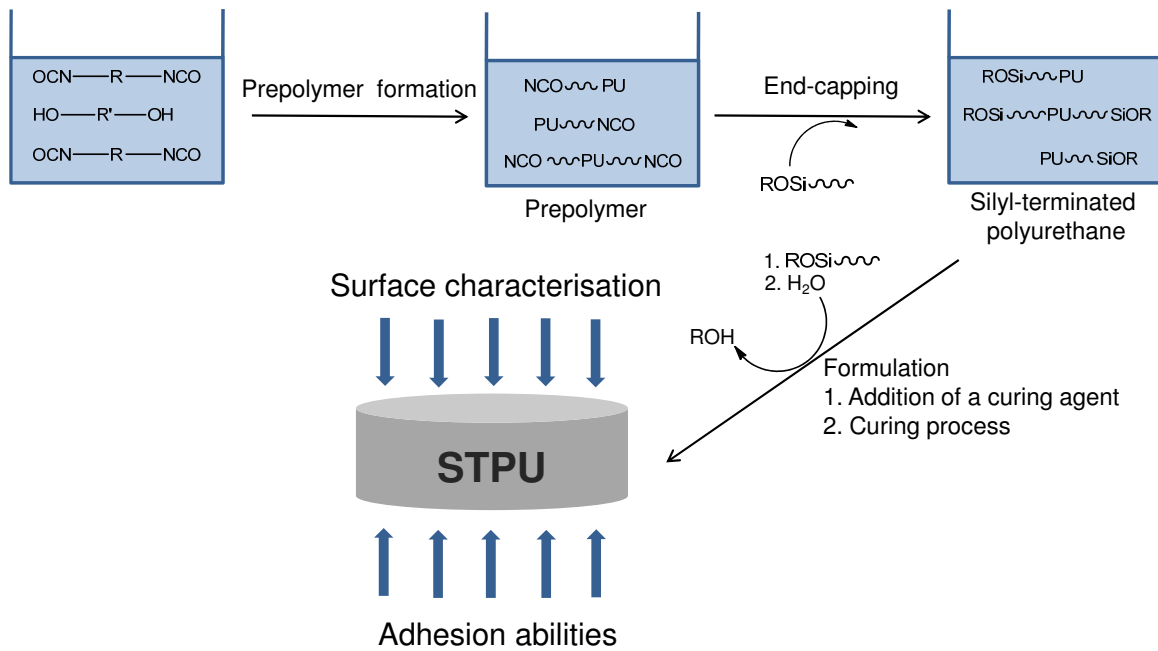 OCN—R—NCO
HO—R'—OH
OCN—R—NCO
Prepolymer formation
NCO PU
PU NCO
NCO PU NCO
Prepolymer
End-capping
ROSi
ROSi PU
ROSi PU SiOR
PU SiOR
Silyl-terminated
polyurethane
1. ROSi
2. H₂O
ROH
Formulation
1. Addition of a curing agent
2. Curing process
Surface characterisation
STPU
Adhesion abilities